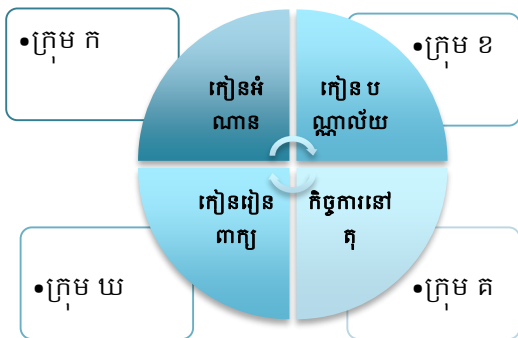 •ក្រុម ក
•ក្រុម ខ
កៀនអំ
ណាន
កៀន ប
ណ្ណាល័យ
កៀនរៀន
ពាក្យ
កិច្ចការនៅ
តុ
•ក្រុម ឃ
•ក្រុម គ